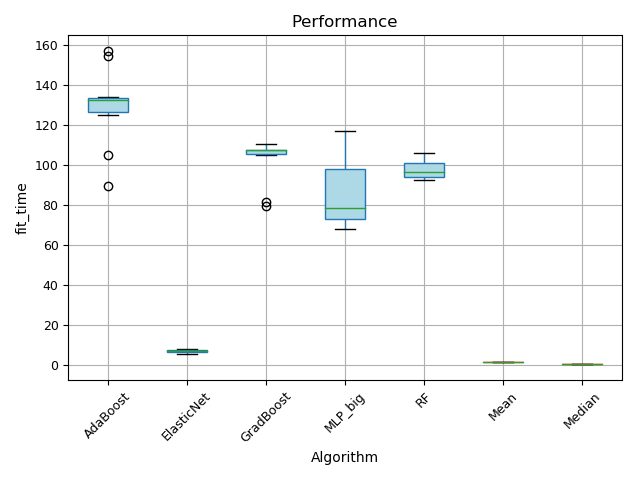 Performance
160
140
120
100
80
60
40
20
0
fit_time
AdaBoost
ElasticNet
GradBoost
MLP_big
RF
Mean
Median
Algorithm